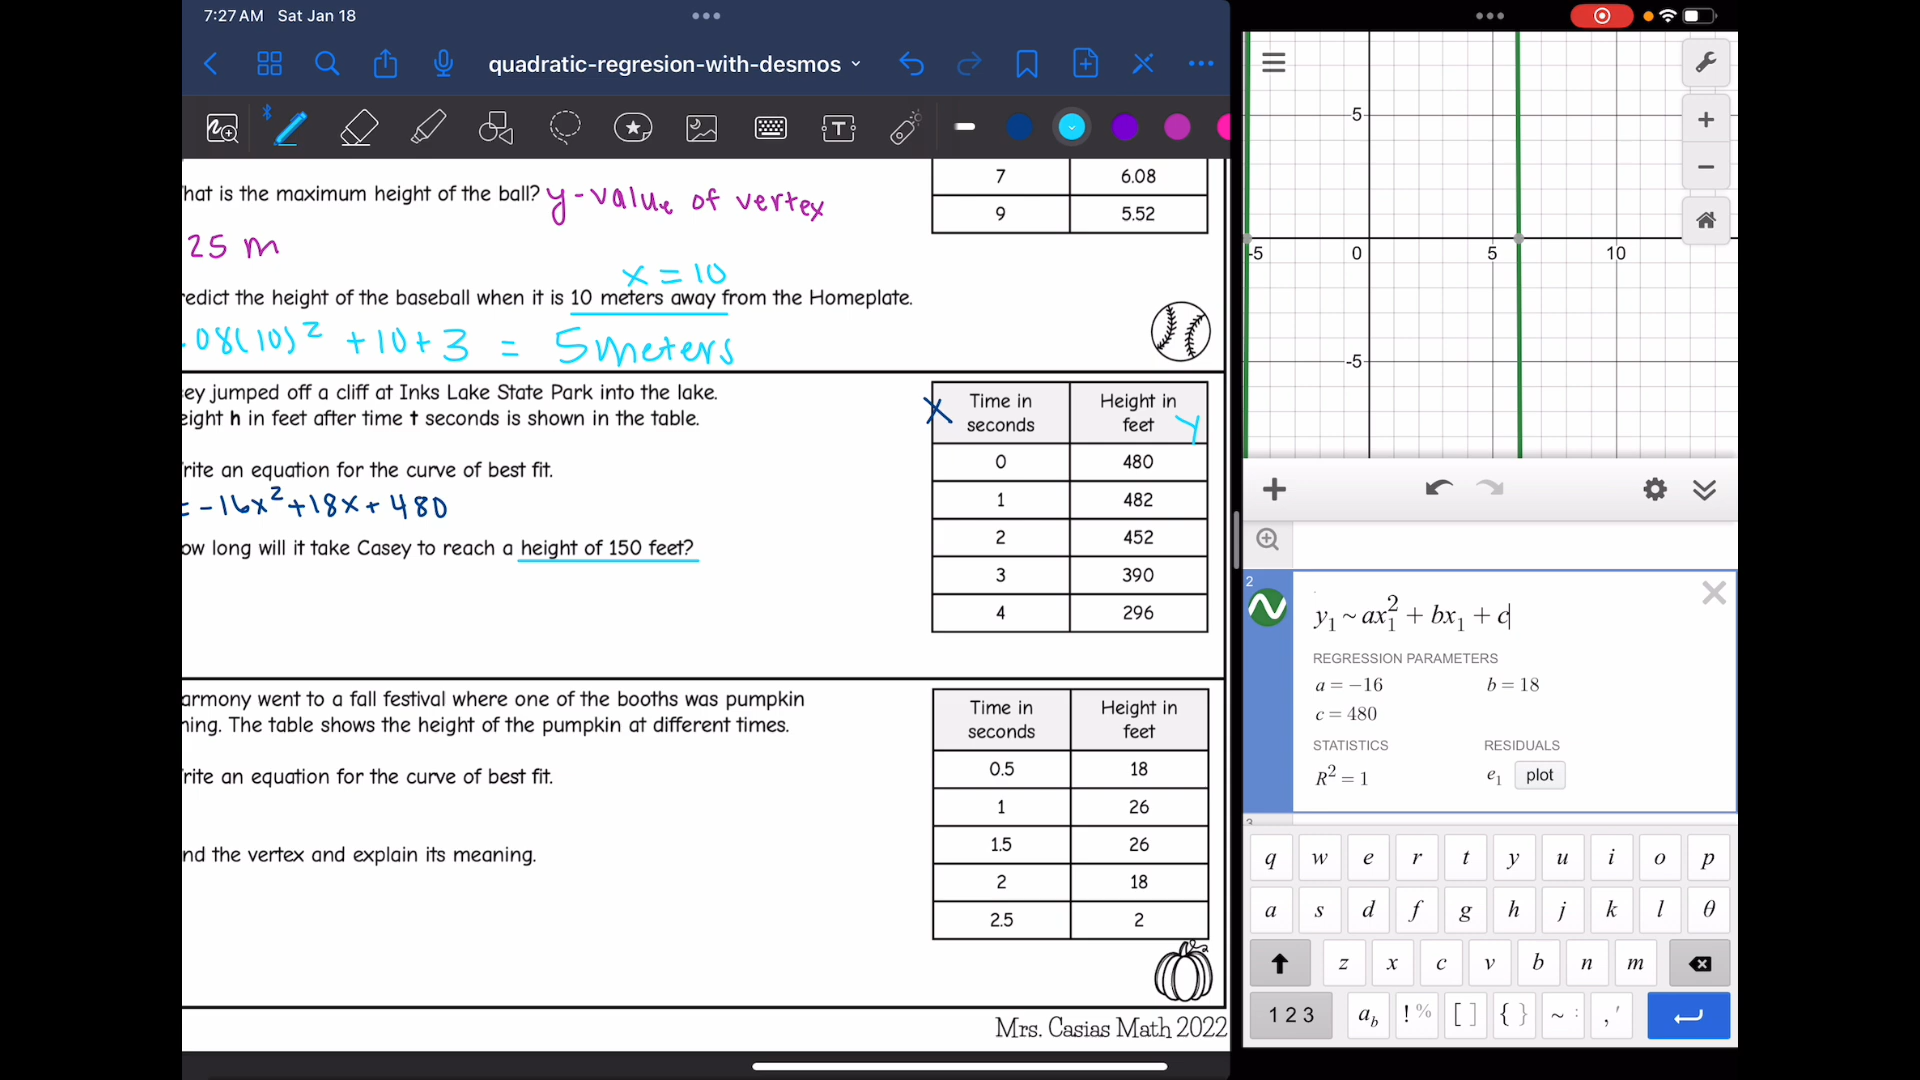 7:27 AM Sat Jan 18
quadratic-regresion-with-desmos
hat is the maximum height of the ball? y-value of vertex
25 m
x = 10
redict the height of the baseball when it is 10 meters away from the Homeplate.
.08(10)² + 10 + 3 = 5 meters
7 6.08
9 5.52
ey jumped off a cliff at Inks Lake State Park into the lake.
eight h in feet after time t seconds is shown in the table.
rite an equation for the curve of best fit.
= -16x² + 18x + 480
ow long will it take Casey to reach a height of 150 feet?
X Time in seconds Height in feet Y
0 480
1 482
2 452
3 390
4 296
armony went to a fall festival where one of the booths was pumpkin
ning. The table shows the height of the pumpkin at different times.
rite an equation for the curve of best fit.
nd the vertex and explain its meaning.
Time in seconds Height in feet
0.5 18
1 26
1.5 26
2 18
2.5 2
Mrs. Casias Math 2022
5
-5 0 5 10
-5
2
y₁ ~ ax₁² + bx₁ + c
REGRESSION PARAMETERS
a = −16 b = 18
c = 480
STATISTICS RESIDUALS
R² = 1 e₁ plot
3
q w e r t y u i o p
a s d f g h j k l θ
z x c v b n m
1 2 3 a_b ! % [ ] { } ~ : , '